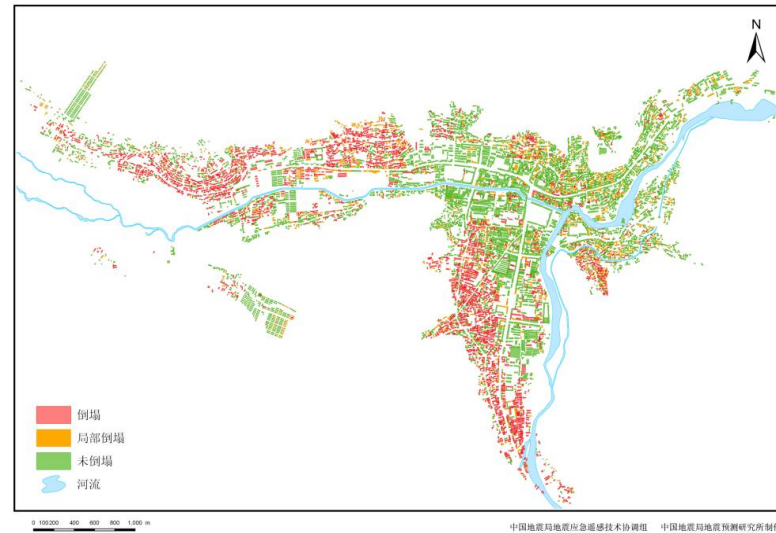 N
倒塌
局部倒塌
未倒塌
河流
0 100200 400 600 800 1,000 m
中国地震局地震应急遥感技术协调组 中国地震局地震预测研究所制作